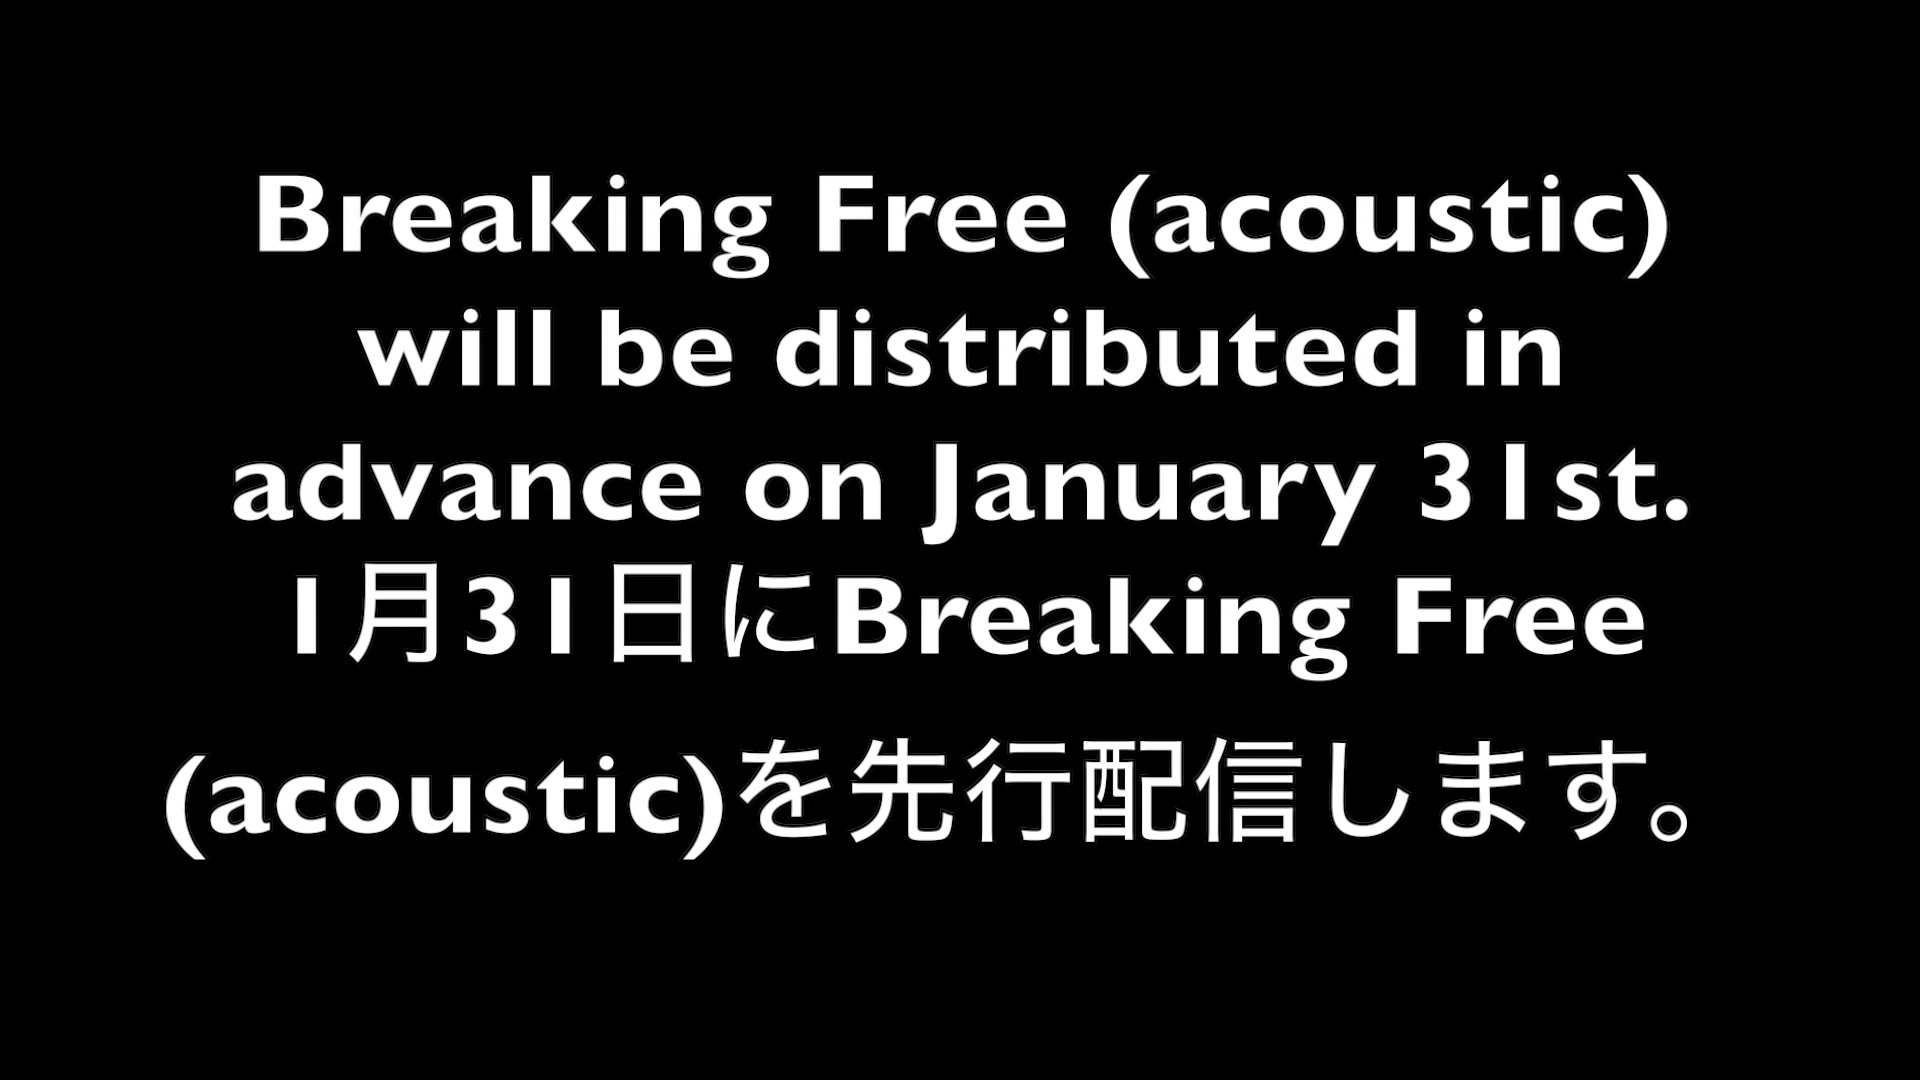 Breaking Free (acoustic)
will be distributed in
advance on January 31st.
1月31日にBreaking Free
(acoustic)を先行配信します。